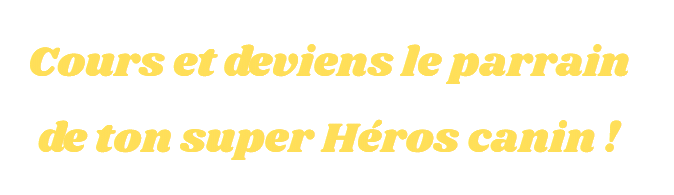 Cours et deviens le parrain
de ton super Héros canin !